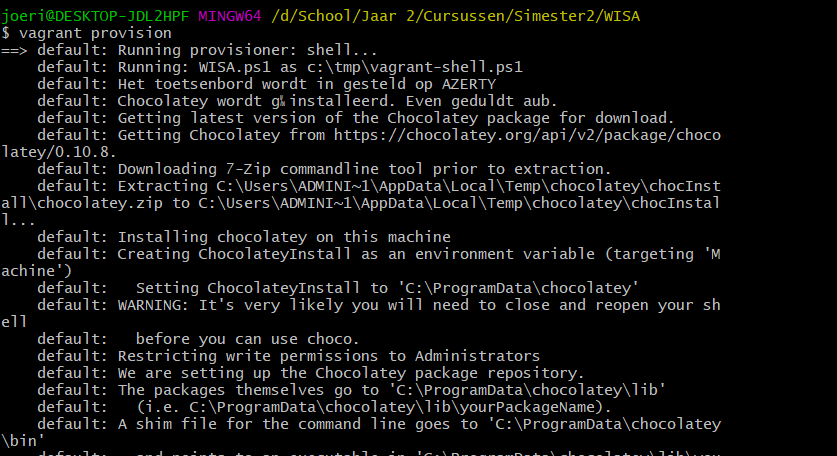 joeri@DESKTOP-JDL2HPF MINGW64 /d/School/Jaar 2/Cursussen/Simester2/WISA
$ vagrant provision
==> default: Running provisioner: shell...
    default: Running: WISA.ps1 as c:\tmp\vagrant-shell.ps1
    default: Het toetsenbord wordt in gesteld op AZERTY
    default: Chocolatey wordt installeerd. Even geduldt aub.
    default: Getting latest version of the Chocolatey package for download.
    default: Getting Chocolatey from https://chocolatey.org/api/v2/package/choco
latey/0.10.8.
    default: Downloading 7-Zip commandline tool prior to extraction.
    default: Extracting C:\Users\ADMINI~1\AppData\Local\Temp\chocolatey\chocInst
all\chocolatey.zip to C:\Users\ADMINI~1\AppData\Local\Temp\chocolatey\chocInstal
l...
    default: Installing chocolatey on this machine
    default: Creating ChocolateyInstall as an environment variable (targeting 'M
achine')
    default:   Setting ChocolateyInstall to 'C:\ProgramData\chocolatey'
    default: WARNING: It's very likely you will need to close and reopen your sh
ell
    default:   before you can use choco.
    default: Restricting write permissions to Administrators
    default: We are setting up the Chocolatey package repository.
    default: The packages themselves go to 'C:\ProgramData\chocolatey\lib'
    default:   (i.e. C:\ProgramData\chocolatey\lib\yourPackageName).
    default: A shim file for the command line goes to 'C:\ProgramData\chocolatey
\bin'